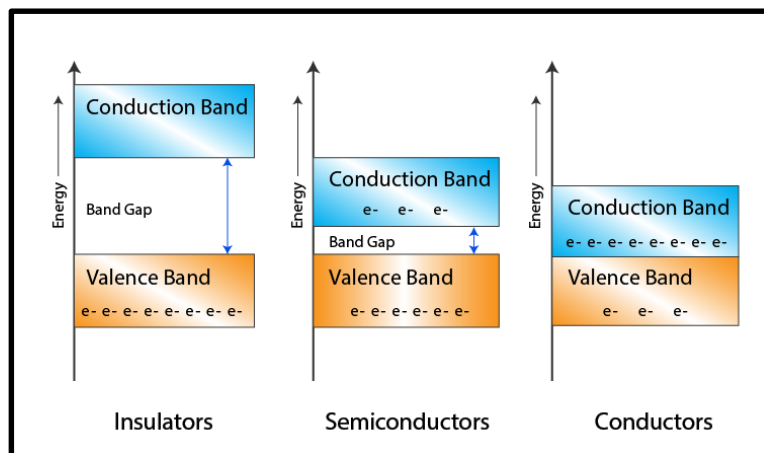 Energy
Conduction Band
Band Gap
Valence Band
e- e- e- e- e- e- e- e-
Insulators
Energy
Conduction Band
e- e- e-
Band Gap
Valence Band
e- e- e- e- e- e-
Semiconductors
Energy
Conduction Band
e- e- e- e- e- e- e- e-
Valence Band
e- e- e-
Conductors